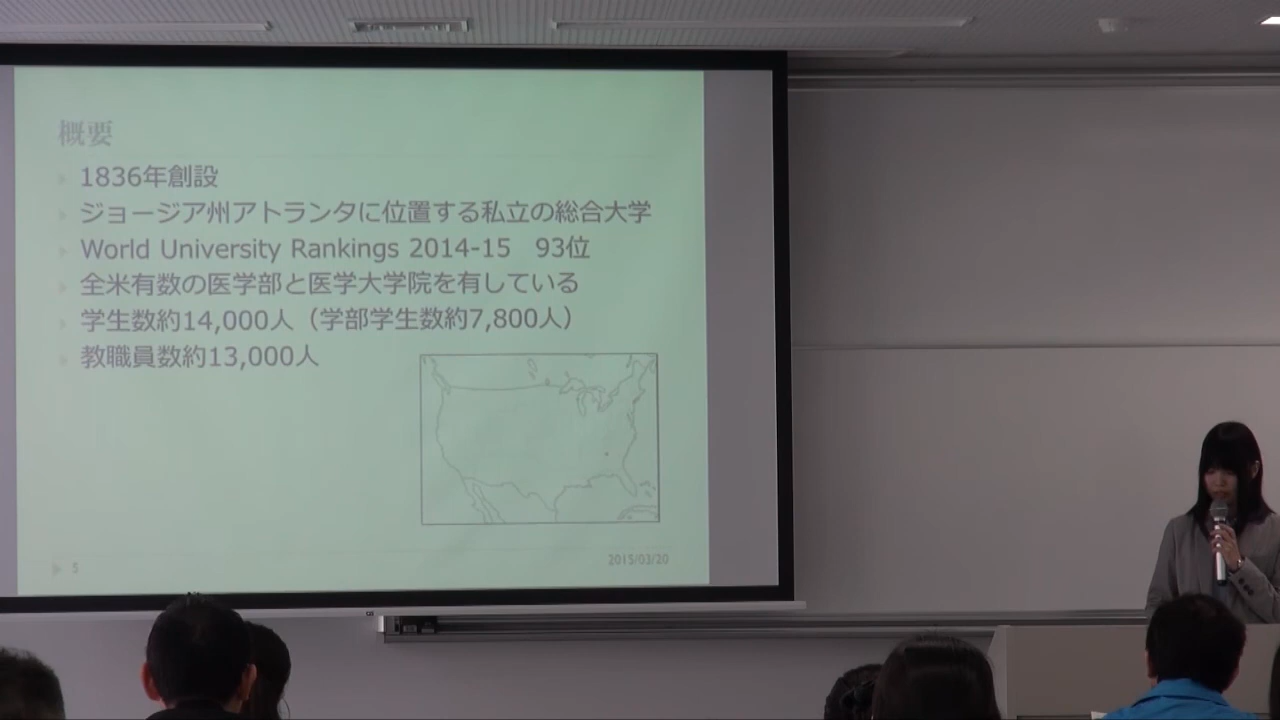 概要
1836年創設
ジョージア州アトランタに位置する私立の総合大学
World University Rankings 2014-15　93位
全米有数の医学部と医学大学院を有している
学生数約14,000人（学部学生数約7,800人）
教職員数約13,000人
5
2015/03/20